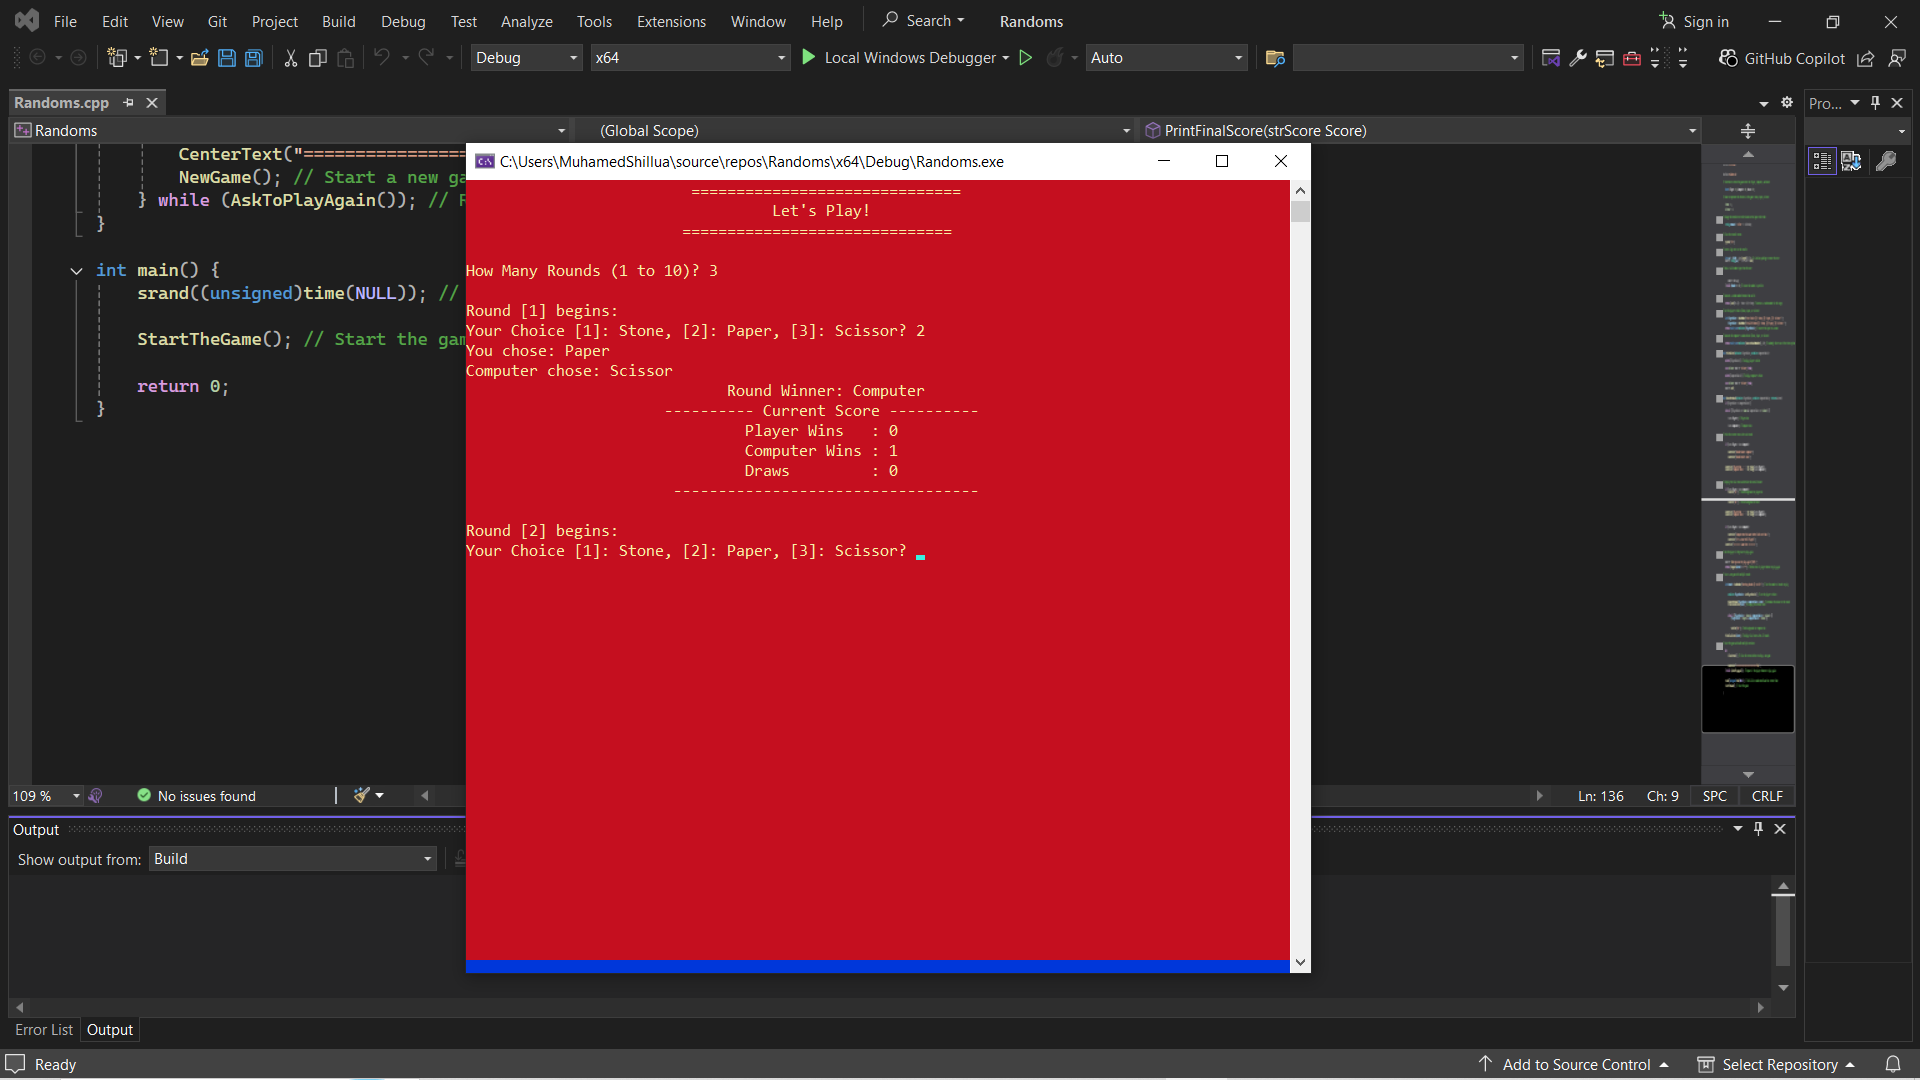 File Edit View Git Project Build Debug Test Analyze Tools Extensions Window Help Search Randoms Sign in
Debug x64 Local Windows Debugger Auto GitHub Copilot
Randoms.cpp Pro...
Randoms (Global Scope) PrintFinalScore(strScore Score)
CenterText("==================
NewGame(); // Start a new ga
} while (AskToPlayAgain()); // R
}
int main() {
srand((unsigned)time(NULL)); //
StartTheGame(); // Start the gam
return 0;
}
C:\Users\MuhamedShillua\source\repos\Randoms\x64\Debug\Randoms.exe
==============================
Let's Play!
==============================
How Many Rounds (1 to 10)? 3
Round [1] begins:
Your Choice [1]: Stone, [2]: Paper, [3]: Scissor? 2
You chose: Paper
Computer chose: Scissor
Round Winner: Computer
---------- Current Score ----------
Player Wins   : 0
Computer Wins : 1
Draws         : 0
----------------------------------
Round [2] begins:
Your Choice [1]: Stone, [2]: Paper, [3]: Scissor?
109 % No issues found Ln: 136 Ch: 9 SPC CRLF
Output
Show output from: Build
Error List Output
Ready Add to Source Control Select Repository